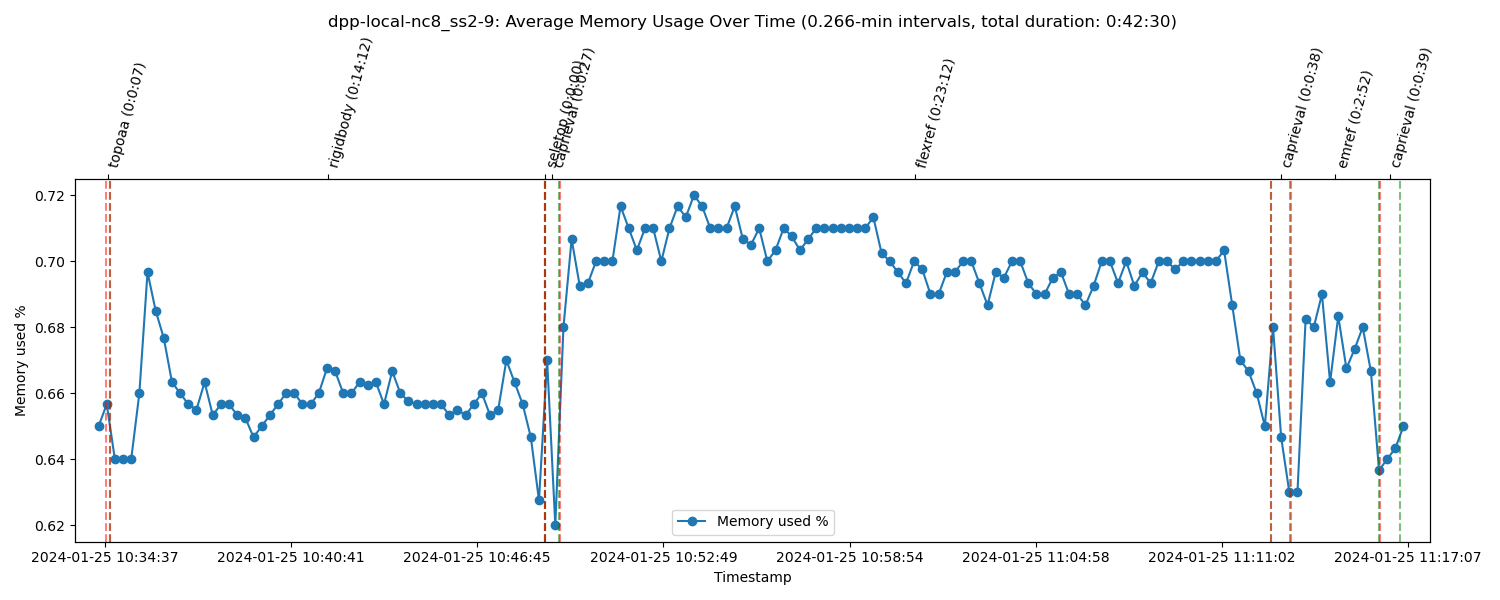 dpp-local-nc8_ss2-9: Average Memory Usage Over Time (0.266-min intervals, total duration: 0:42:30)
topoaa (0:0:07)
rigidbody (0:14:12)
seletop (0:0:00)
caprieval (0:0:27)
flexref (0:23:12)
caprieval (0:0:38)
emref (0:2:52)
caprieval (0:0:39)
Memory used %
0.72
0.70
0.68
0.66
0.64
0.62
Memory used %
2024-01-25 10:34:37
2024-01-25 10:40:41
2024-01-25 10:46:45
2024-01-25 10:52:49
2024-01-25 10:58:54
2024-01-25 11:04:58
2024-01-25 11:11:02
2024-01-25 11:17:07
Timestamp